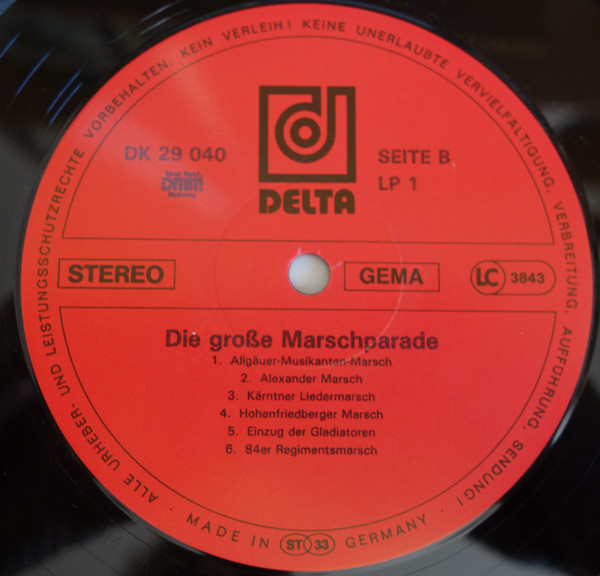 ALLE URHEBER- UND LEISTUNGSSCHUTZRECHTE VORBEHALTEN. KEIN VERLEIH! KEINE UNERLAUBTE VERVIELFÄLTIGUNG, VERBREITUNG, AUFFÜHRUNG, SENDUNG!
DK 29 040
DMM
DELTA
SEITE B
LP 1
STEREO
GEMA
LC 3843
Die große Marschparade
1. Allgäuer-Musikanten-Marsch
2. Alexander Marsch
3. Kärntner Liedermarsch
4. Hohenfriedberger Marsch
5. Einzug der Gladiatoren
6. 84er Regimentsmarsch
· MADE IN ST 33 GERMANY ·